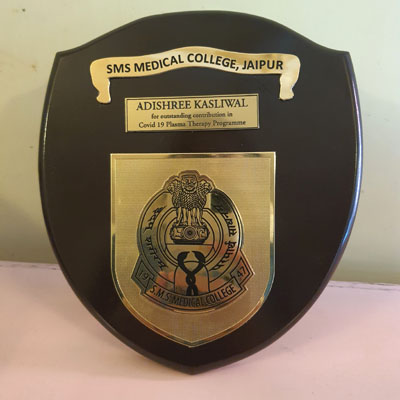 SMS MEDICAL COLLEGE, JAIPUR
ADISHREE KASLIWAL
for outstanding contribution in
Covid 19 Plasma Therapy Programme
19 47
S.M.S MEDICAL COLLEGE